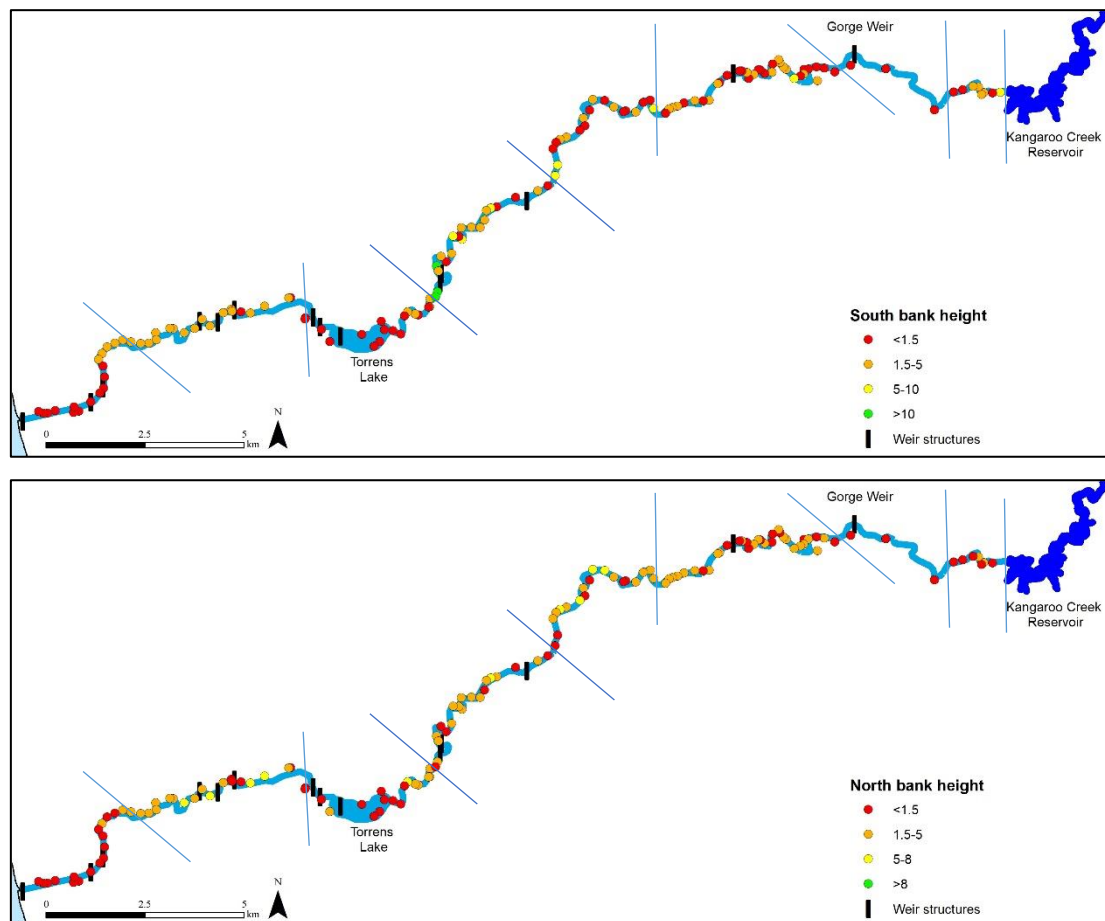 Gorge Weir
Kangaroo Creek
Reservoir
South bank height
<1.5
1.5-5
5-10
>10
Weir structures
Torrens
Lake
N
0 2.5 5
km
Gorge Weir
Kangaroo Creek
Reservoir
North bank height
<1.5
1.5-5
5-8
>8
Weir structures
Torrens
Lake
N
0 2.5 5
km